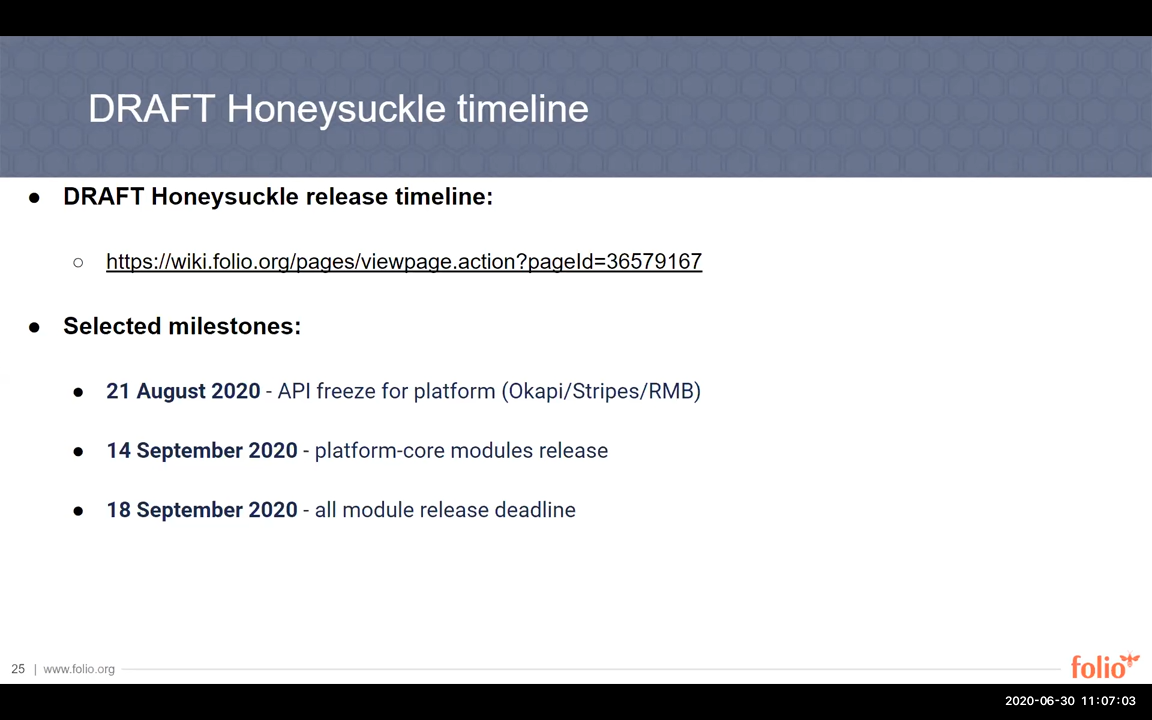 DRAFT Honeysuckle timeline
● DRAFT Honeysuckle release timeline:
○ https://wiki.folio.org/pages/viewpage.action?pageId=36579167
● Selected milestones:
● 21 August 2020 - API freeze for platform (Okapi/Stripes/RMB)
● 14 September 2020 - platform-core modules release
● 18 September 2020 - all module release deadline
25 | www.folio.org
folio
2020-06-30 11:07:03